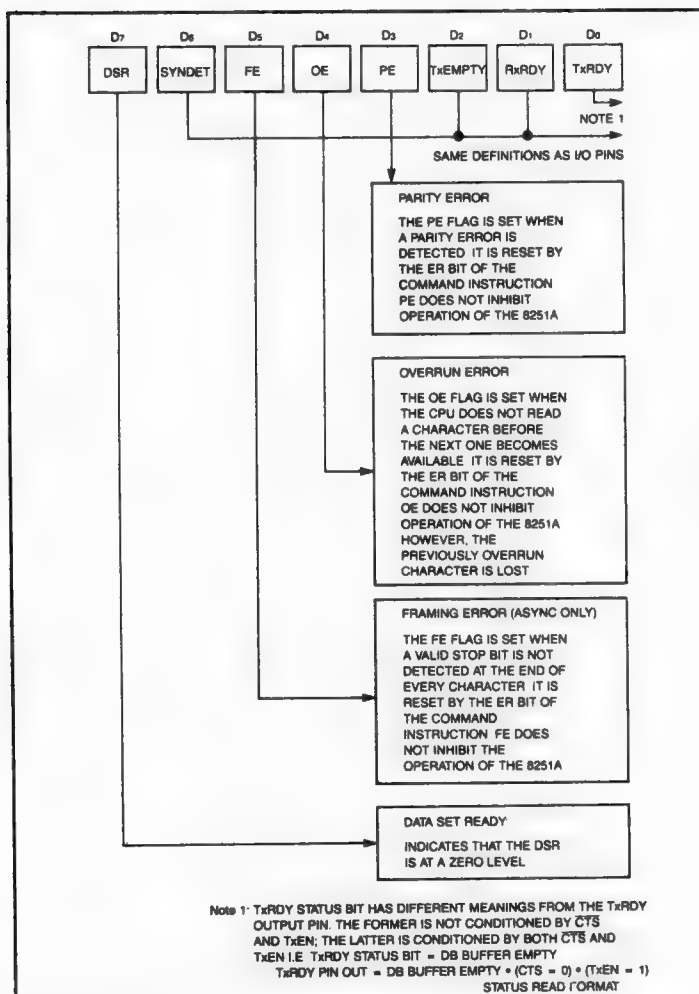 D7 D6 D5 D4 D3 D2 D1 D0
DSR SYNDET FE OE PE TxEMPTY RxRDY TxRDY
NOTE 1
SAME DEFINITIONS AS I/O PINS
PARITY ERROR
THE PE FLAG IS SET WHEN
A PARITY ERROR IS
DETECTED IT IS RESET BY
THE ER BIT OF THE
COMMAND INSTRUCTION
PE DOES NOT INHIBIT
OPERATION OF THE 8251A
OVERRUN ERROR
THE OE FLAG IS SET WHEN
THE CPU DOES NOT READ
A CHARACTER BEFORE
THE NEXT ONE BECOMES
AVAILABLE IT IS RESET BY
THE ER BIT OF THE
COMMAND INSTRUCTION
OE DOES NOT INHIBIT
OPERATION OF THE 8251A
HOWEVER, THE
PREVIOUSLY OVERRUN
CHARACTER IS LOST
FRAMING ERROR (ASYNC ONLY)
THE FE FLAG IS SET WHEN
A VALID STOP BIT IS NOT
DETECTED AT THE END OF
EVERY CHARACTER IT IS
RESET BY THE ER BIT OF
THE COMMAND
INSTRUCTION FE DOES
NOT INHIBIT THE
OPERATION OF THE 8251A
DATA SET READY
INDICATES THAT THE DSR
IS AT A ZERO LEVEL
Note 1: TxRDY STATUS BIT HAS DIFFERENT MEANINGS FROM THE TxRDY
OUTPUT PIN. THE FORMER IS NOT CONDITIONED BY C̅T̅S̅
AND TxEN; THE LATTER IS CONDITIONED BY BOTH C̅T̅S̅ AND
TxEN I.E TxRDY STATUS BIT = DB BUFFER EMPTY
TxRDY PIN OUT = DB BUFFER EMPTY • (CTS = 0) • (TxEN = 1)
STATUS READ FORMAT